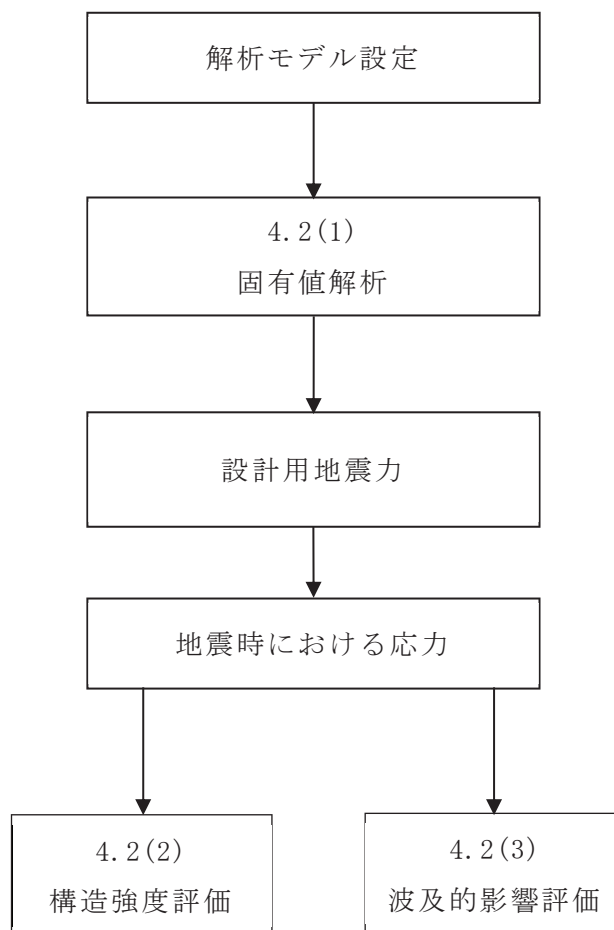 解析モデル設定
4.2(1)
固有値解析
設計用地震力
地震時における応力
4.2(2)
構造強度評価
4.2(3)
波及的影響評価